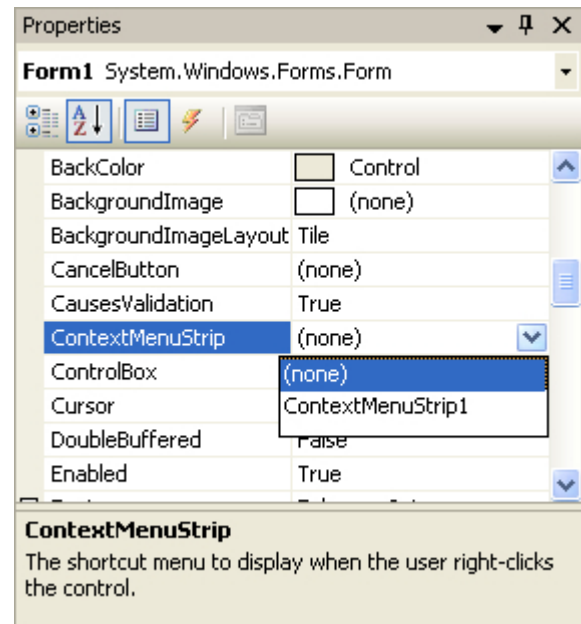 Properties
Form1 System.Windows.Forms.Form
BackColor Control
BackgroundImage (none)
BackgroundImageLayout Tile
CancelButton (none)
CausesValidation True
ContextMenuStrip (none)
ControlBox (none)
Cursor ContextMenuStrip1
DoubleBuffered False
Enabled True
ContextMenuStrip
The shortcut menu to display when the user right-clicks
the control.